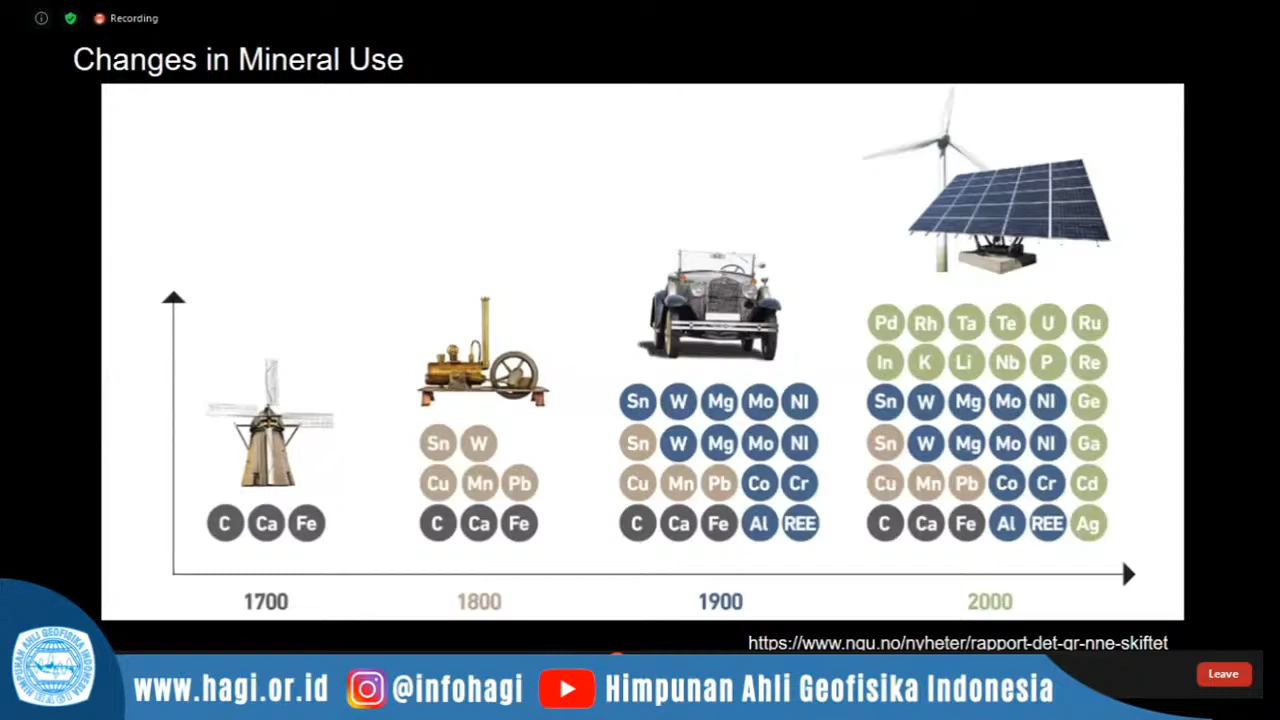 Recording
Changes in Mineral Use
Pd Rh Ta Te U Ru
In K Li Nb P Re
Sn W Mg Mo NI Sn W Mg Mo NI Ge
Sn W Sn W Mg Mo NI Sn W Mg Mo NI Ga
Cu Mn Pb Cu Mn Pb Co Cr Cu Mn Pb Co Cr Cd
C Ca Fe C Ca Fe C Ca Fe Al REE C Ca Fe Al REE Ag
1700 1800 1900 2000
https://www.ngu.no/nyheter/rapport-det-gr-nne-skiftet
Leave
HIMPUNAN AHLI GEOFISIKA INDONESIA
www.hagi.or.id @infohagi Himpunan Ahli Geofisika Indonesia